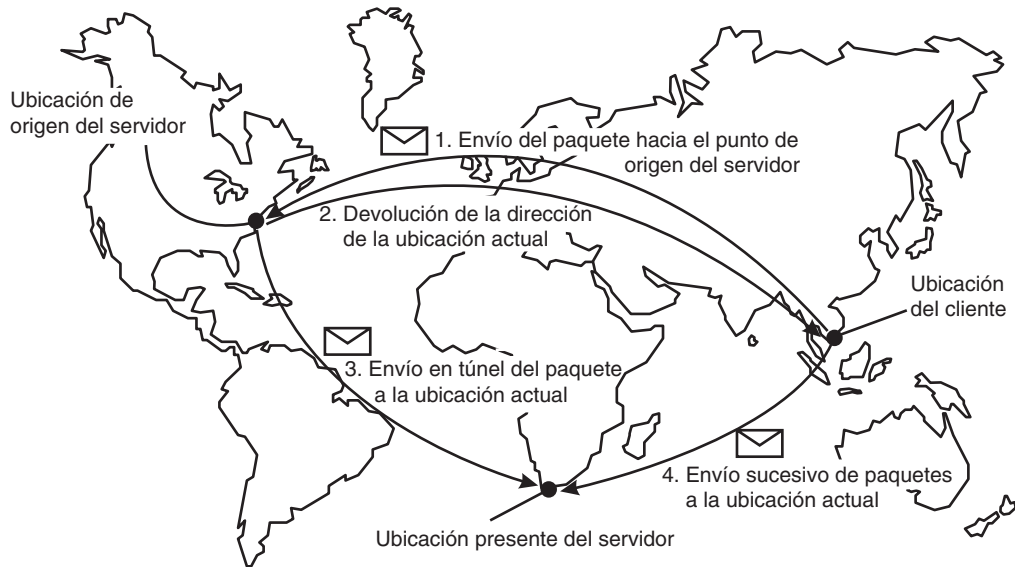 Ubicación de
origen del servidor
1. Envío del paquete hacia el punto de
origen del servidor
2. Devolución de la dirección
de la ubicación actual
Ubicación
del cliente
3. Envío en túnel del paquete
a la ubicación actual
4. Envío sucesivo de paquetes
a la ubicación actual
Ubicación presente del servidor